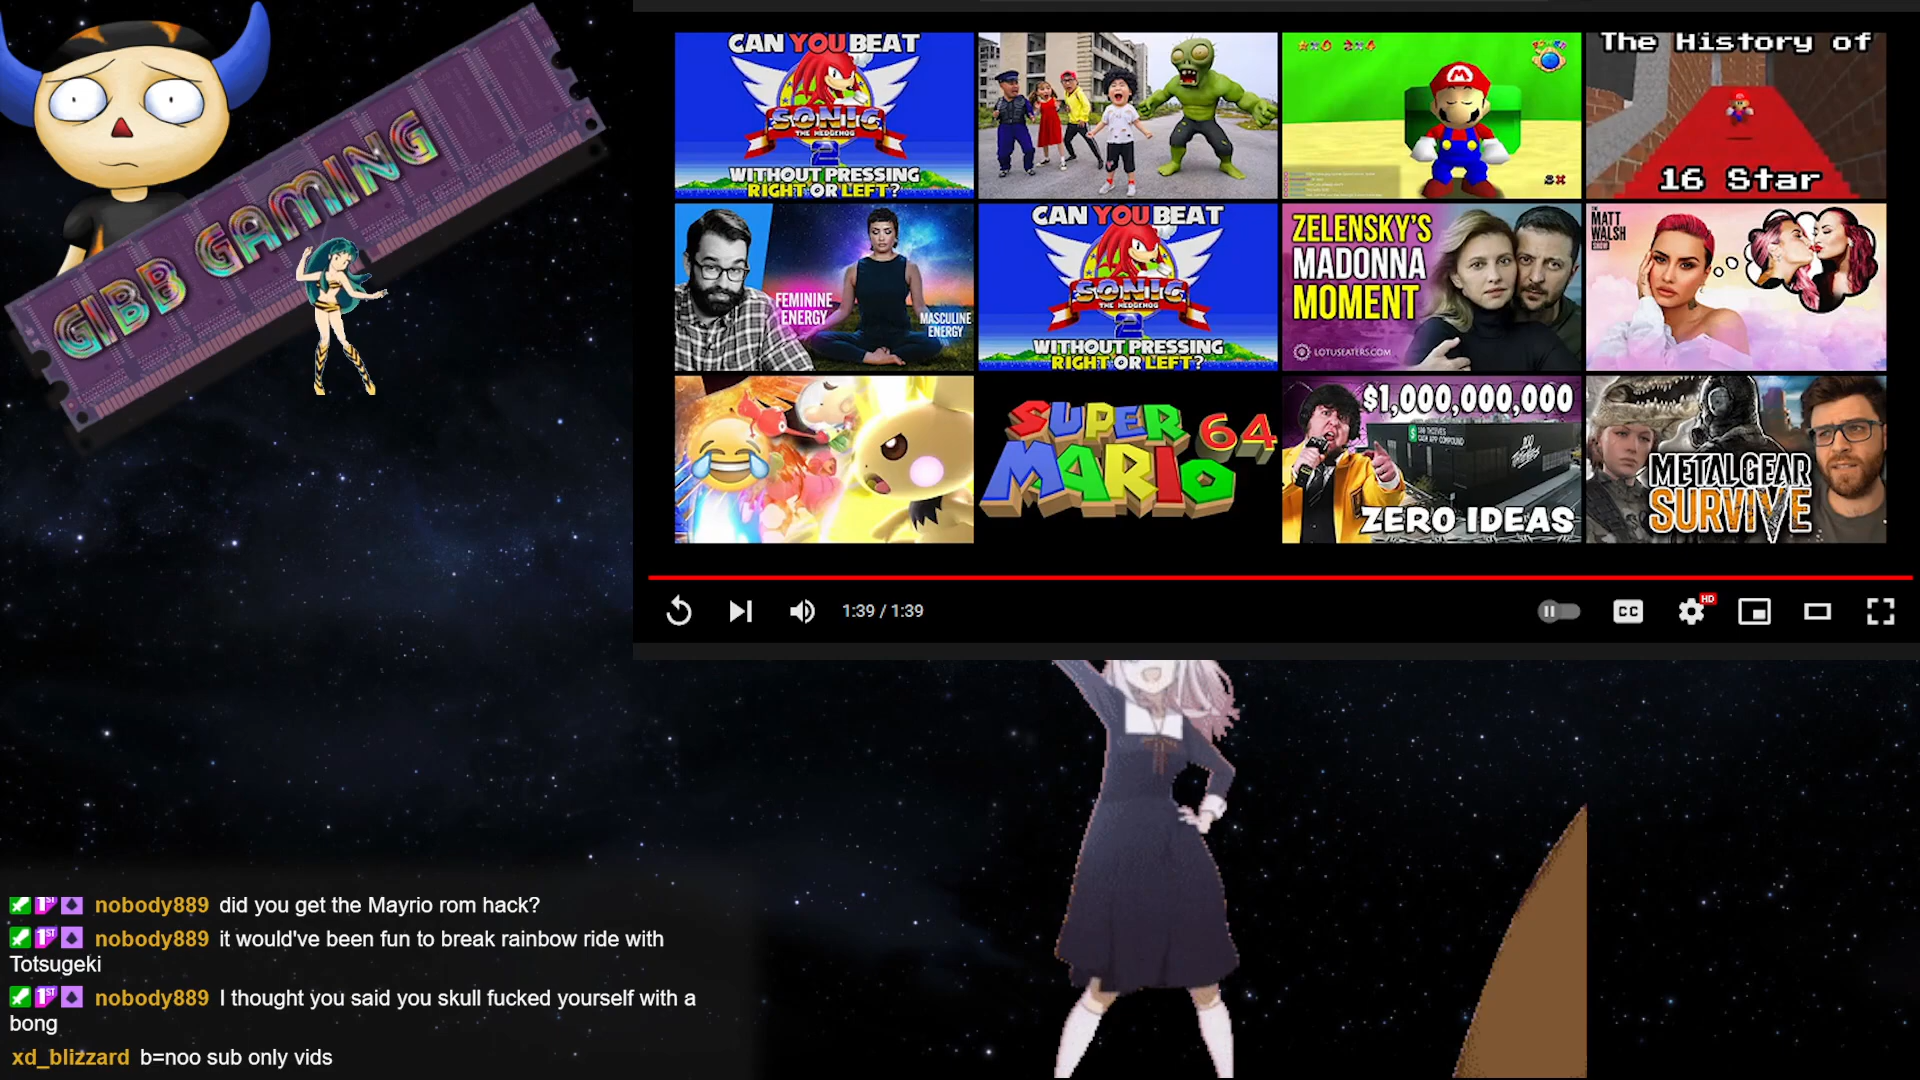 GIBB GAMING
CAN YOU BEAT
SONIC
THE HEDGEHOG
2
WITHOUT PRESSING
RIGHT OR LEFT?
The History of
16 Star
FEMININE
ENERGY
MASCULINE
ENERGY
CAN YOU BEAT
SONIC
THE HEDGEHOG
2
WITHOUT PRESSING
RIGHT OR LEFT?
ZELENSKY'S
MADONNA
MOMENT
LOTUSEATERS.COM
THE
MATT
WALSH
SHOW
SUPER
MARIO 64
$1,000,000,000
ZERO IDEAS
METAL GEAR
SURVIVE
1:39 / 1:39
CC
HD
nobody889 did you get the Mayrio rom hack?
nobody889 it would've been fun to break rainbow ride with
Totsugeki
nobody889 I thought you said you skull fucked yourself with a
bong
xd_blizzard b=noo sub only vids